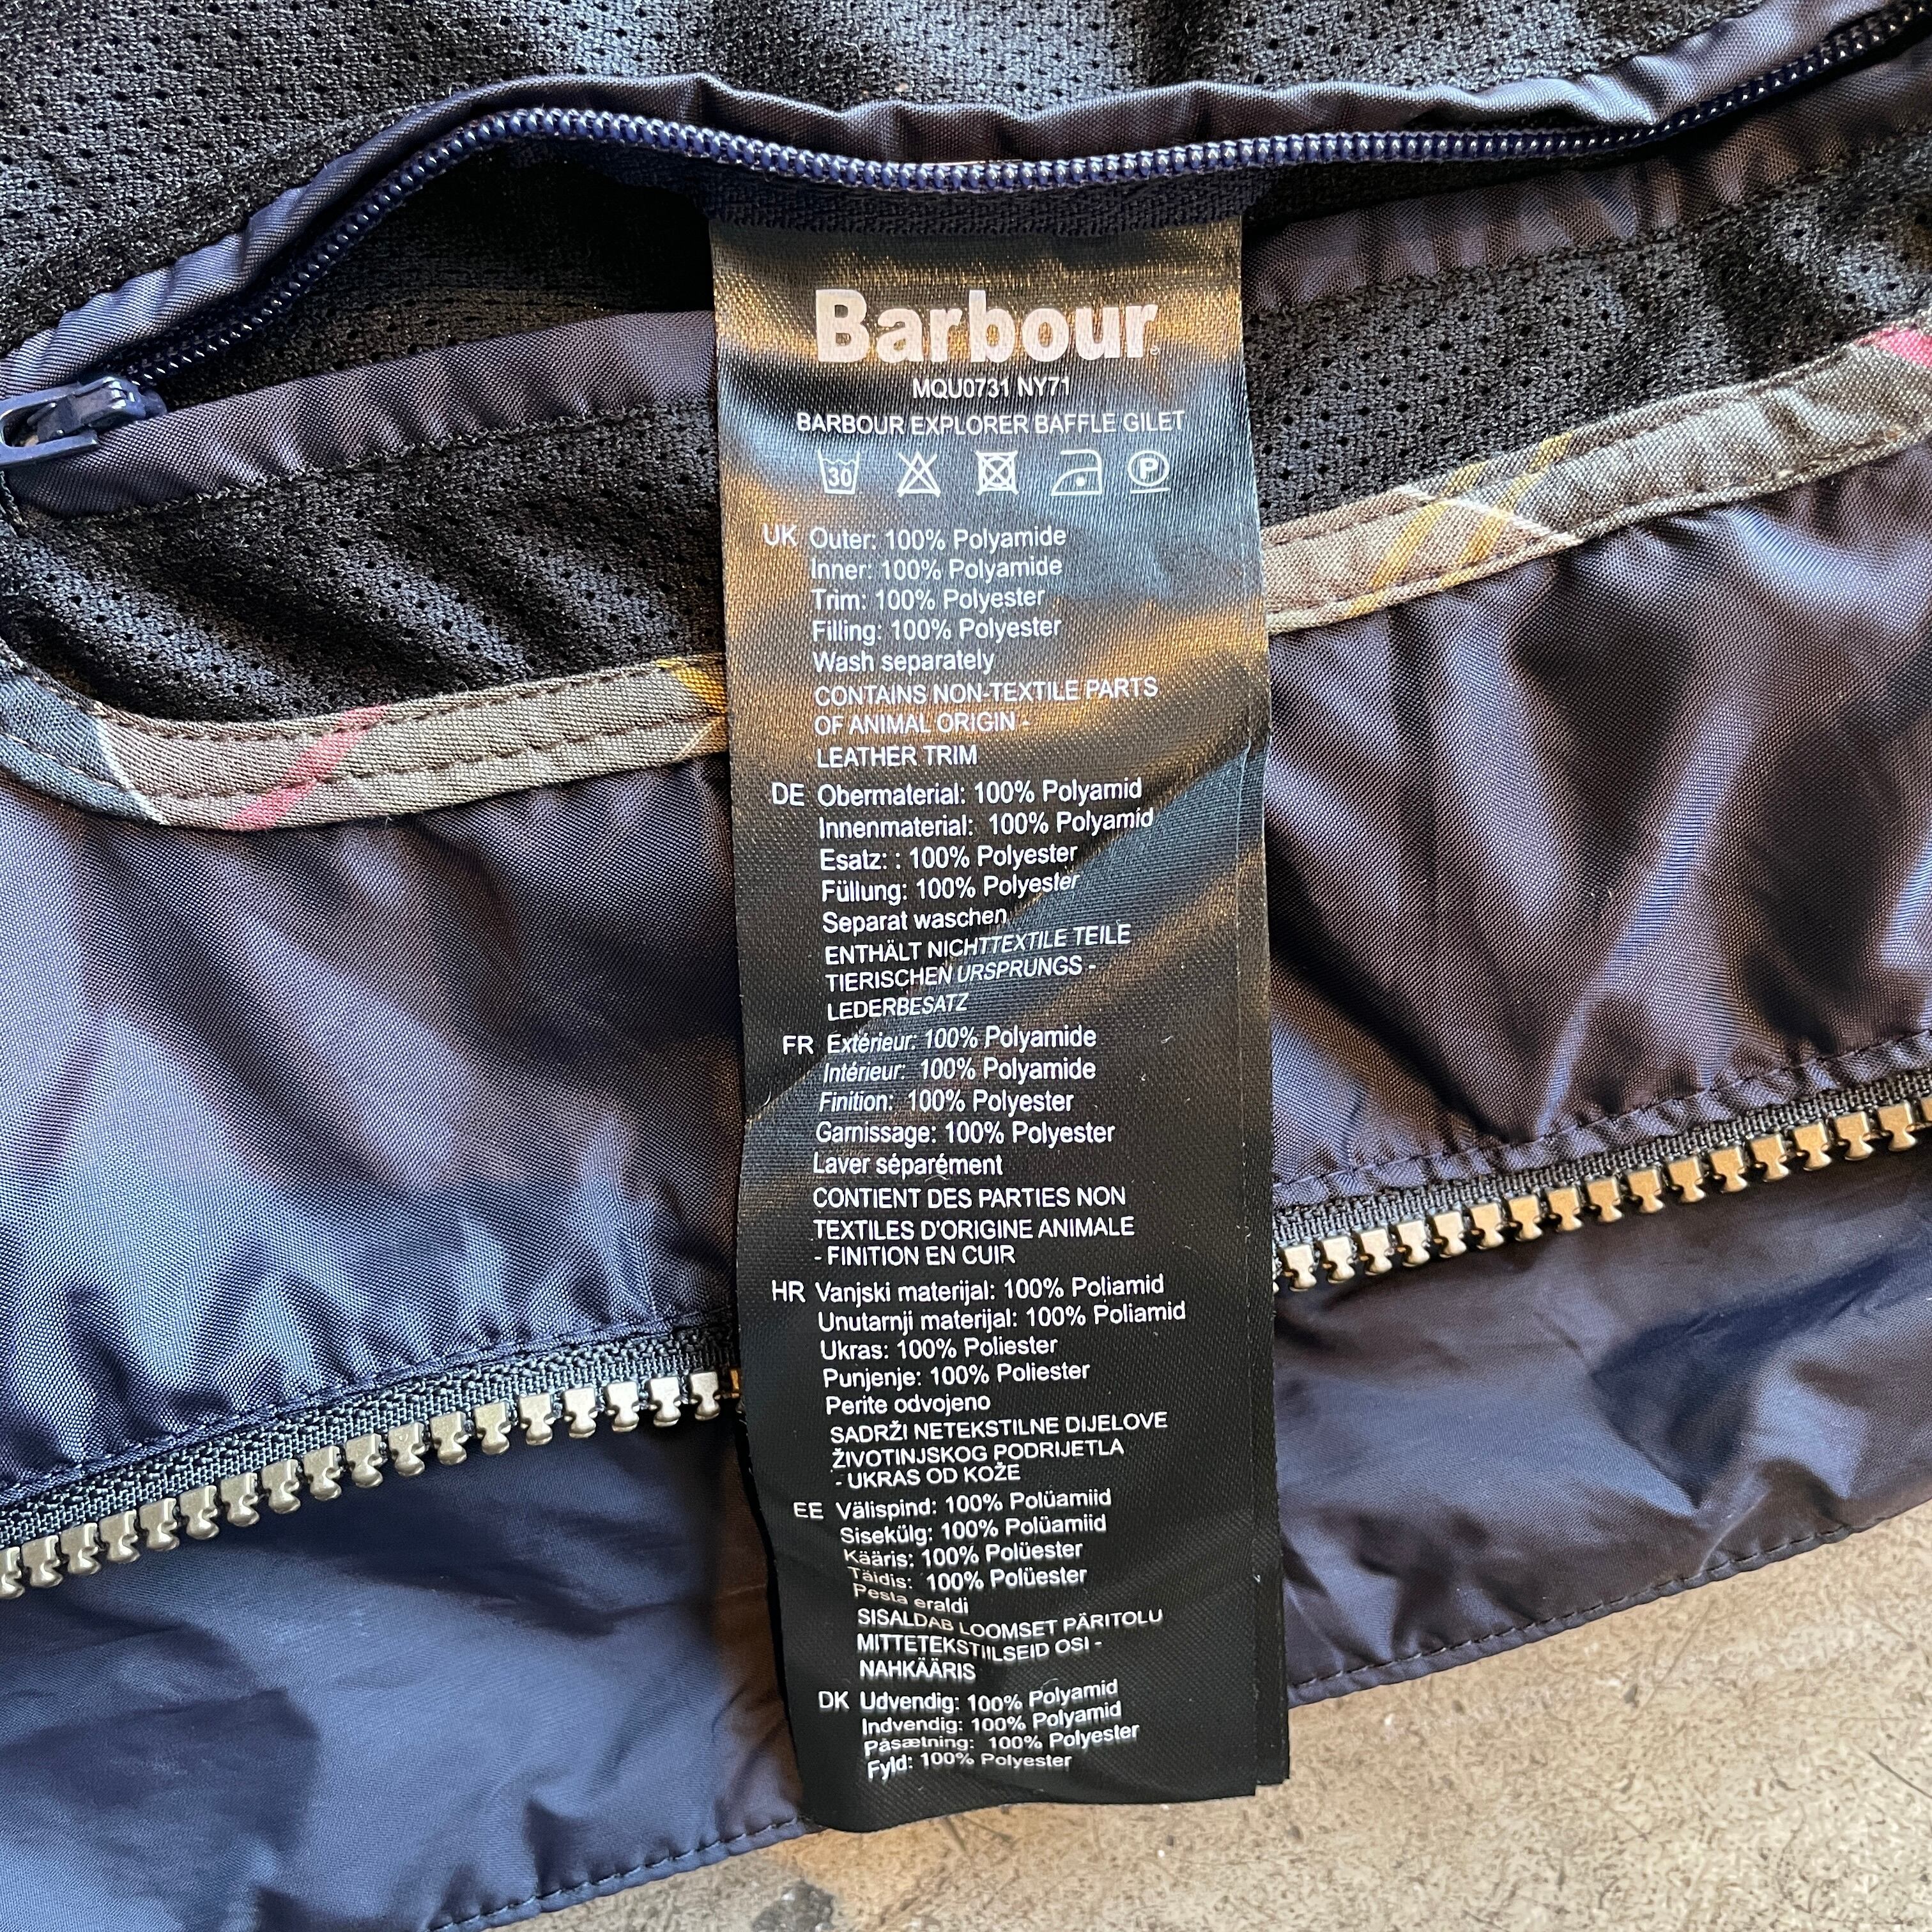 Barbour
MQU0731 NY71
BARBOUR EXPLORER BAFFLE GILET
30 P
UK Outer: 100% Polyamide
Inner: 100% Polyamide
Trim: 100% Polyester
Filling: 100% Polyester
Wash separately
CONTAINS NON-TEXTILE PARTS
OF ANIMAL ORIGIN -
LEATHER TRIM
DE Obermaterial: 100% Polyamid
Innenmaterial: 100% Polyamid
Esatz: : 100% Polyester
Füllung: 100% Polyester
Separat waschen
ENTHÄLT NICHTTEXTILE TEILE
TIERISCHEN URSPRUNGS -
LEDERBESATZ
FR Extérieur: 100% Polyamide
Intérieur: 100% Polyamide
Finition: 100% Polyester
Garnissage: 100% Polyester
Laver séparément
CONTIENT DES PARTIES NON
TEXTILES D'ORIGINE ANIMALE
- FINITION EN CUIR
HR Vanjski materijal: 100% Poliamid
Unutarnji materijal: 100% Poliamid
Ukras: 100% Poliester
Punjenje: 100% Poliester
Perite odvojeno
SADRŽI NETEKSTILNE DIJELOVE
ŽIVOTINJSKOG PODRIJETLA
- UKRAS OD KOŽE
EE Välispind: 100% Polüamiid
Sisekülg: 100% Polüamiid
Kääris: 100% Polüester
Täidis: 100% Polüester
Pesta eraldi
SISALDAB LOOMSET PÄRITOLU
MITTETEKSTIILSEID OSI -
NAHKÄÄRIS
DK Udvendig: 100% Polyamid
Indvendig: 100% Polyamid
Påsætning: 100% Polyester
Fyld: 100% Polyester